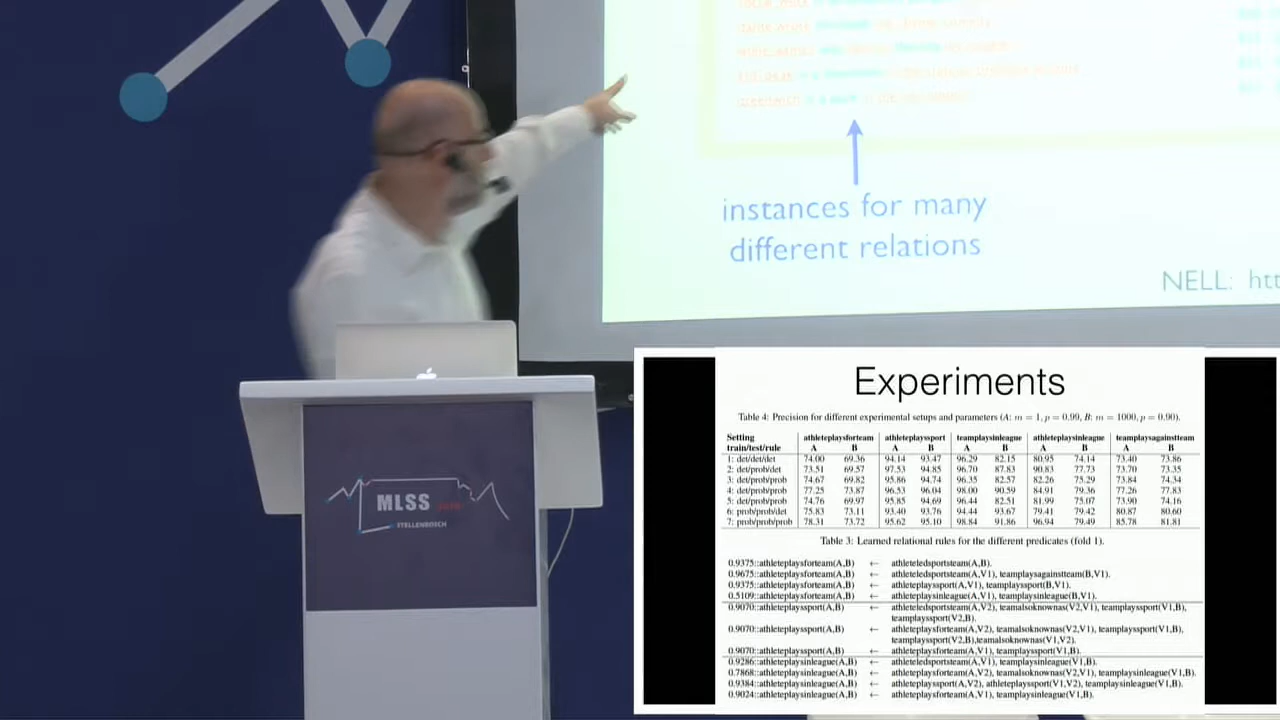 instances for many
different relations
NELL: htt
MLSS
STELLENBOSCH
Experiments
Table 4: Precision for different experimental setups and parameters (A: m = 1, p = 0.99, B: m = 1000, p = 0.90).
Setting athleteplaysforteam athleteplayssport teamplaysinleague athleteplaysinleague teamplaysagainstteam
train/test/rule A B A B A B A B A B
1: det/det/det 74.00 69.36 94.14 93.47 96.29 82.15 80.95 74.14 73.40 73.86
2: det/prob/det 73.51 69.57 97.53 94.85 96.70 87.83 90.83 77.73 73.70 73.35
3: det/prob/prob 74.67 69.82 95.86 94.74 96.35 82.57 82.26 75.29 73.84 74.34
4: det/prob/prob 77.25 73.87 96.53 96.04 98.00 90.59 84.91 79.36 77.26 77.83
5: det/prob/prob 74.76 69.97 95.85 94.69 96.44 82.51 81.99 75.07 73.90 74.16
6: prob/prob/det 75.83 73.11 93.40 93.76 94.44 93.67 79.41 79.42 80.87 80.60
7: prob/prob/prob 78.31 73.72 95.62 95.10 98.84 91.86 96.94 79.49 85.78 81.81
Table 3: Learned relational rules for the different predicates (fold 1).
0.9375::athleteplaysforteam(A,B) ← athleteledsportsteam(A,B).
0.9675::athleteplaysforteam(A,B) ← athleteledsportsteam(A,V1), teamplaysagainstteam(B,V1).
0.9375::athleteplaysforteam(A,B) ← athleteplayssport(A,V1), teamplayssport(B,V1).
0.5109::athleteplaysforteam(A,B) ← athleteplaysinleague(A,V1), teamplaysinleague(B,V1).
0.9070::athleteplayssport(A,B) ← athleteledsportsteam(A,V2), teamalsoknownas(V2,V1), teamplayssport(V1,B),
teamplayssport(V2,B).
0.9070::athleteplayssport(A,B) ← athleteplaysforteam(A,V2), teamalsoknownas(V2,V1), teamplayssport(V1,B),
teamplayssport(V2,B),teamalsoknownas(V1,V2).
0.9070::athleteplayssport(A,B) ← athleteplaysforteam(A,V1), teamplayssport(V1,B).
0.9286::athleteplaysinleague(A,B) ← athleteledsportsteam(A,V1), teamplaysinleague(V1,B).
0.7868::athleteplaysinleague(A,B) ← athleteplaysforteam(A,V2), teamalsoknownas(V2,V1), teamplaysinleague(V1,B).
0.9384::athleteplaysinleague(A,B) ← athleteplayssport(A,V2), athleteplayssport(V1,V2), teamplaysinleague(V1,B).
0.9024::athleteplaysinleague(A,B) ← athleteplaysforteam(A,V1), teamplaysinleague(V1,B).